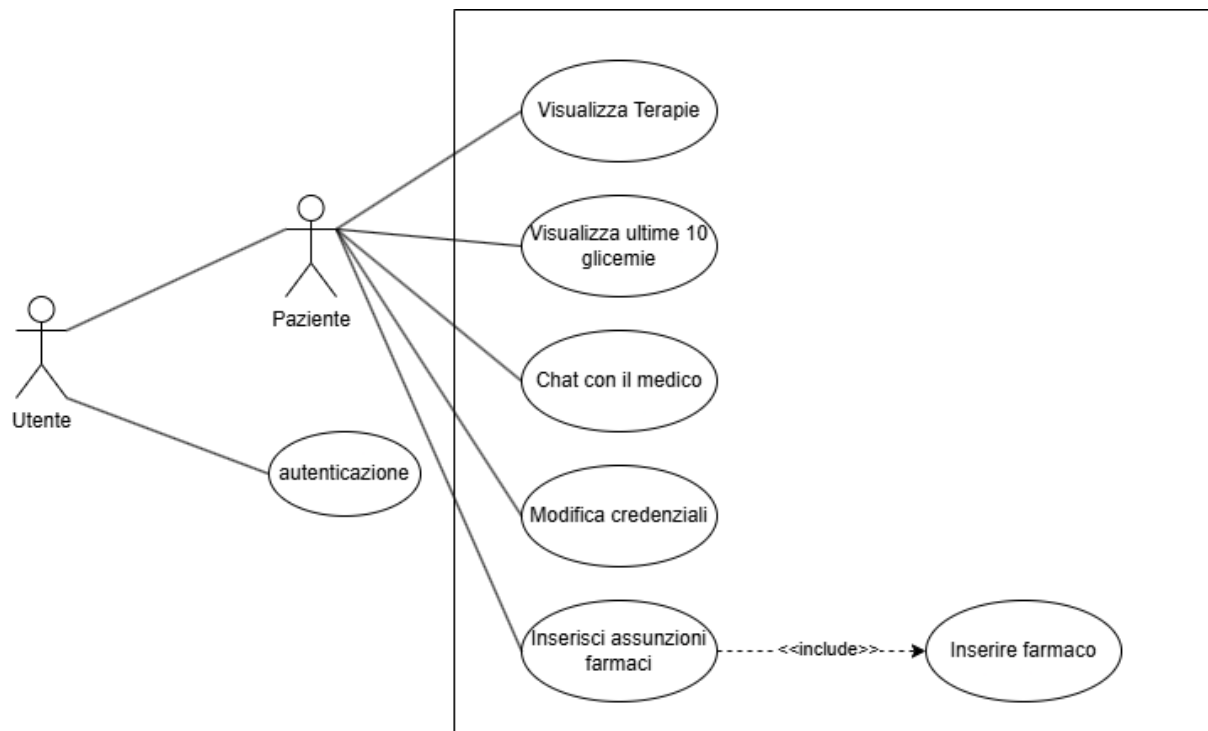 Visualizza Terapie
Visualizza ultime 10
glicemie
Paziente
Chat con il medico
Utente
autenticazione
Modifica credenziali
Inserisci assunzioni
farmaci
<<include>>
Inserire farmaco